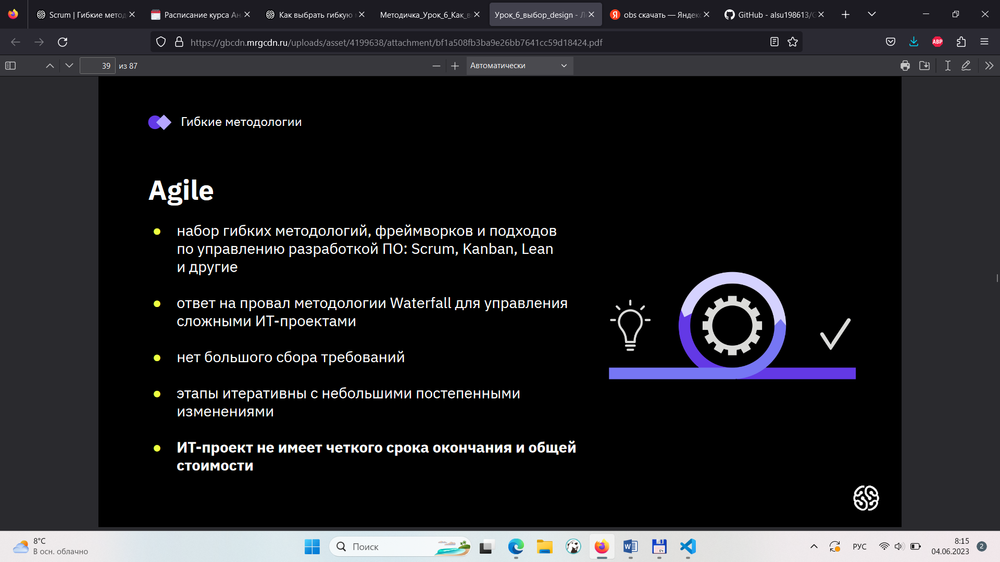 Scrum | Гибкие метод
Расписание курса Ан
Как выбрать гибкую
Методичка_Урок_6_Как_в
Урок_6_выбор_design -
obs скачать — Яндекс
GitHub - alsu198613/
https://gbcdn.mrgcdn.ru/uploads/asset/4199638/attachment/bf1a508fb3ba9e26bb7641cc59d18424.pdf
ABP
39 из 87
Автоматически
Гибкие методологии
Agile
● набор гибких методологий, фреймворков и подходов
по управлению разработкой ПО: Scrum, Kanban, Lean
и другие
● ответ на провал методологии Waterfall для управления
сложными ИТ-проектами
● нет большого сбора требований
● этапы итеративны с небольшими постепенными
изменениями
● ИТ-проект не имеет четкого срока окончания и общей
стоимости
8°C
В осн. облачно
Поиск
64
РУС
8:15
04.06.2023
2